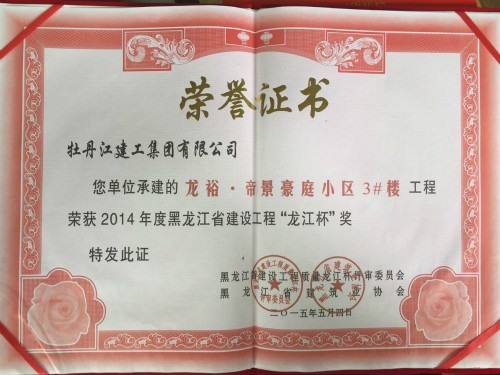 荣誉证书
牡丹江建工集团有限公司
您单位承建的 龙裕·帝景豪庭小区3#楼 工程
荣获2014年度黑龙江省建设工程“龙江杯”奖
特发此证
黑龙江省建设工程质量龙江杯评审委员会
黑龙江省建筑业协会
二〇一五年五月四日